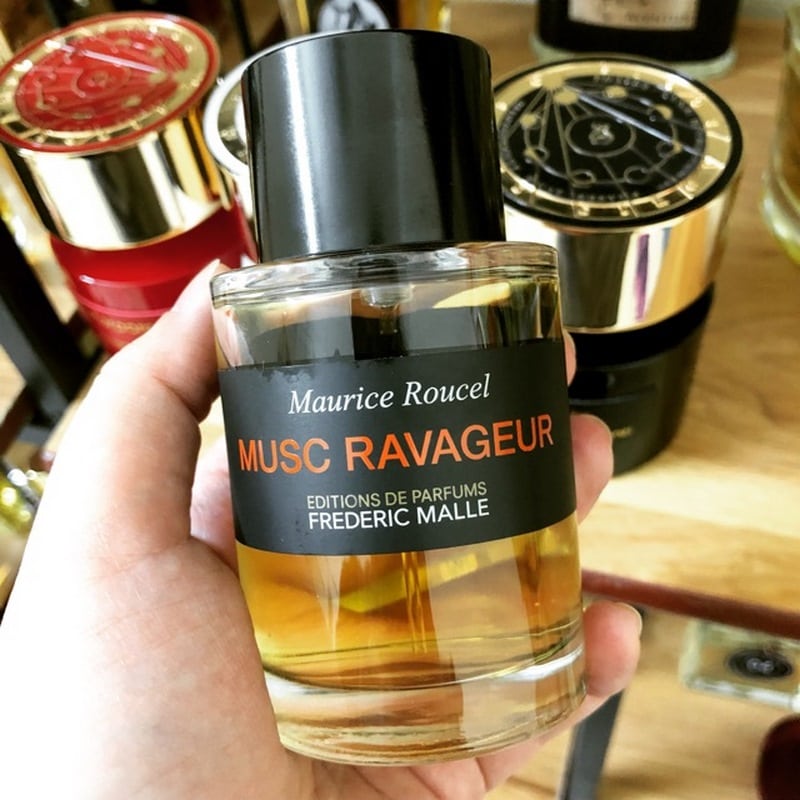 Maurice Roucel
MUSC RAVAGEUR
EDITIONS DE PARFUMS
FREDERIC MALLE